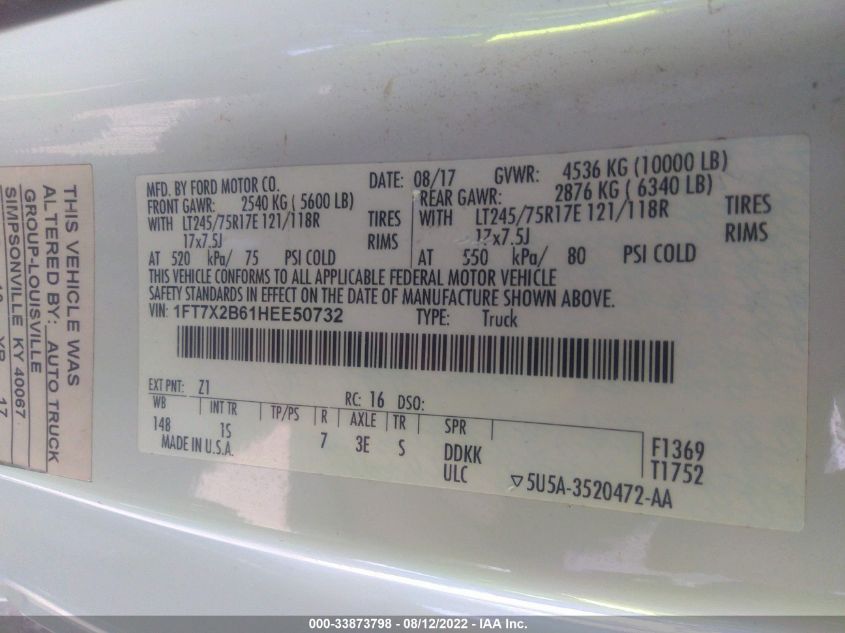 THIS VEHICLE WAS
ALTERED BY: AUTO TRUCK
GROUP-LOUISVILLE
SIMPSONVILLE KY 40067
17
MFD. BY FORD MOTOR CO.
DATE: 08/17 GVWR: 4536 KG (10000 LB)
FRONT GAWR: 2540 KG ( 5600 LB)
REAR GAWR: 2876 KG ( 6340 LB)
WITH LT245/75R17E 121/118R TIRES
WITH LT245/75R17E 121/118R TIRES
17x7.5J RIMS
17x7.5J RIMS
AT 520 kPa/ 75 PSI COLD
AT 550 kPa/ 80 PSI COLD
THIS VEHICLE CONFORMS TO ALL APPLICABLE FEDERAL MOTOR VEHICLE
SAFETY STANDARDS IN EFFECT ON THE DATE OF MANUFACTURE SHOWN ABOVE.
VIN: 1FT7X2B61HEE50732 TYPE: Truck
EXT PNT: Z1 RC: 16 DSO:
WB INT TR TP/PS R AXLE TR SPR
148 1S 7 3E S DDKK F1369
MADE IN U.S.A. ULC T1752
5U5A-3520472-AA
000-33873798 - 08/12/2022 - IAA Inc.